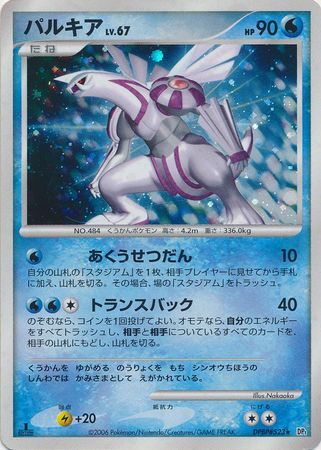 パルキア LV.67 HP 90
たね
NO.484 くうかんポケモン 高さ:4.2m 重さ:336.0kg
あくうせつだん 10
自分の山札の「スタジアム」を1枚、相手プレイヤーに見せてから手札に
加え、山札を切る。その場合、場の「スタジアム」をトラッシュ。
トランスバック 40
のぞむなら、コインを1回投げてよい。オモテなら、自分のエネルギー
をすべてトラッシュし、相手と相手についているすべてのカードを、
相手の山札にもどし、山札を切る。
くうかんを ゆがめる のうりょくを もち シンオウちほうの
しんわでは かみさまとして えがかれている。
Illus.Nakaoka
弱点 +20 抵抗力 にげる
©2006 Pokémon/Nintendo/Creatures/GAME FREAK.
DPBP#522 ★ DP1